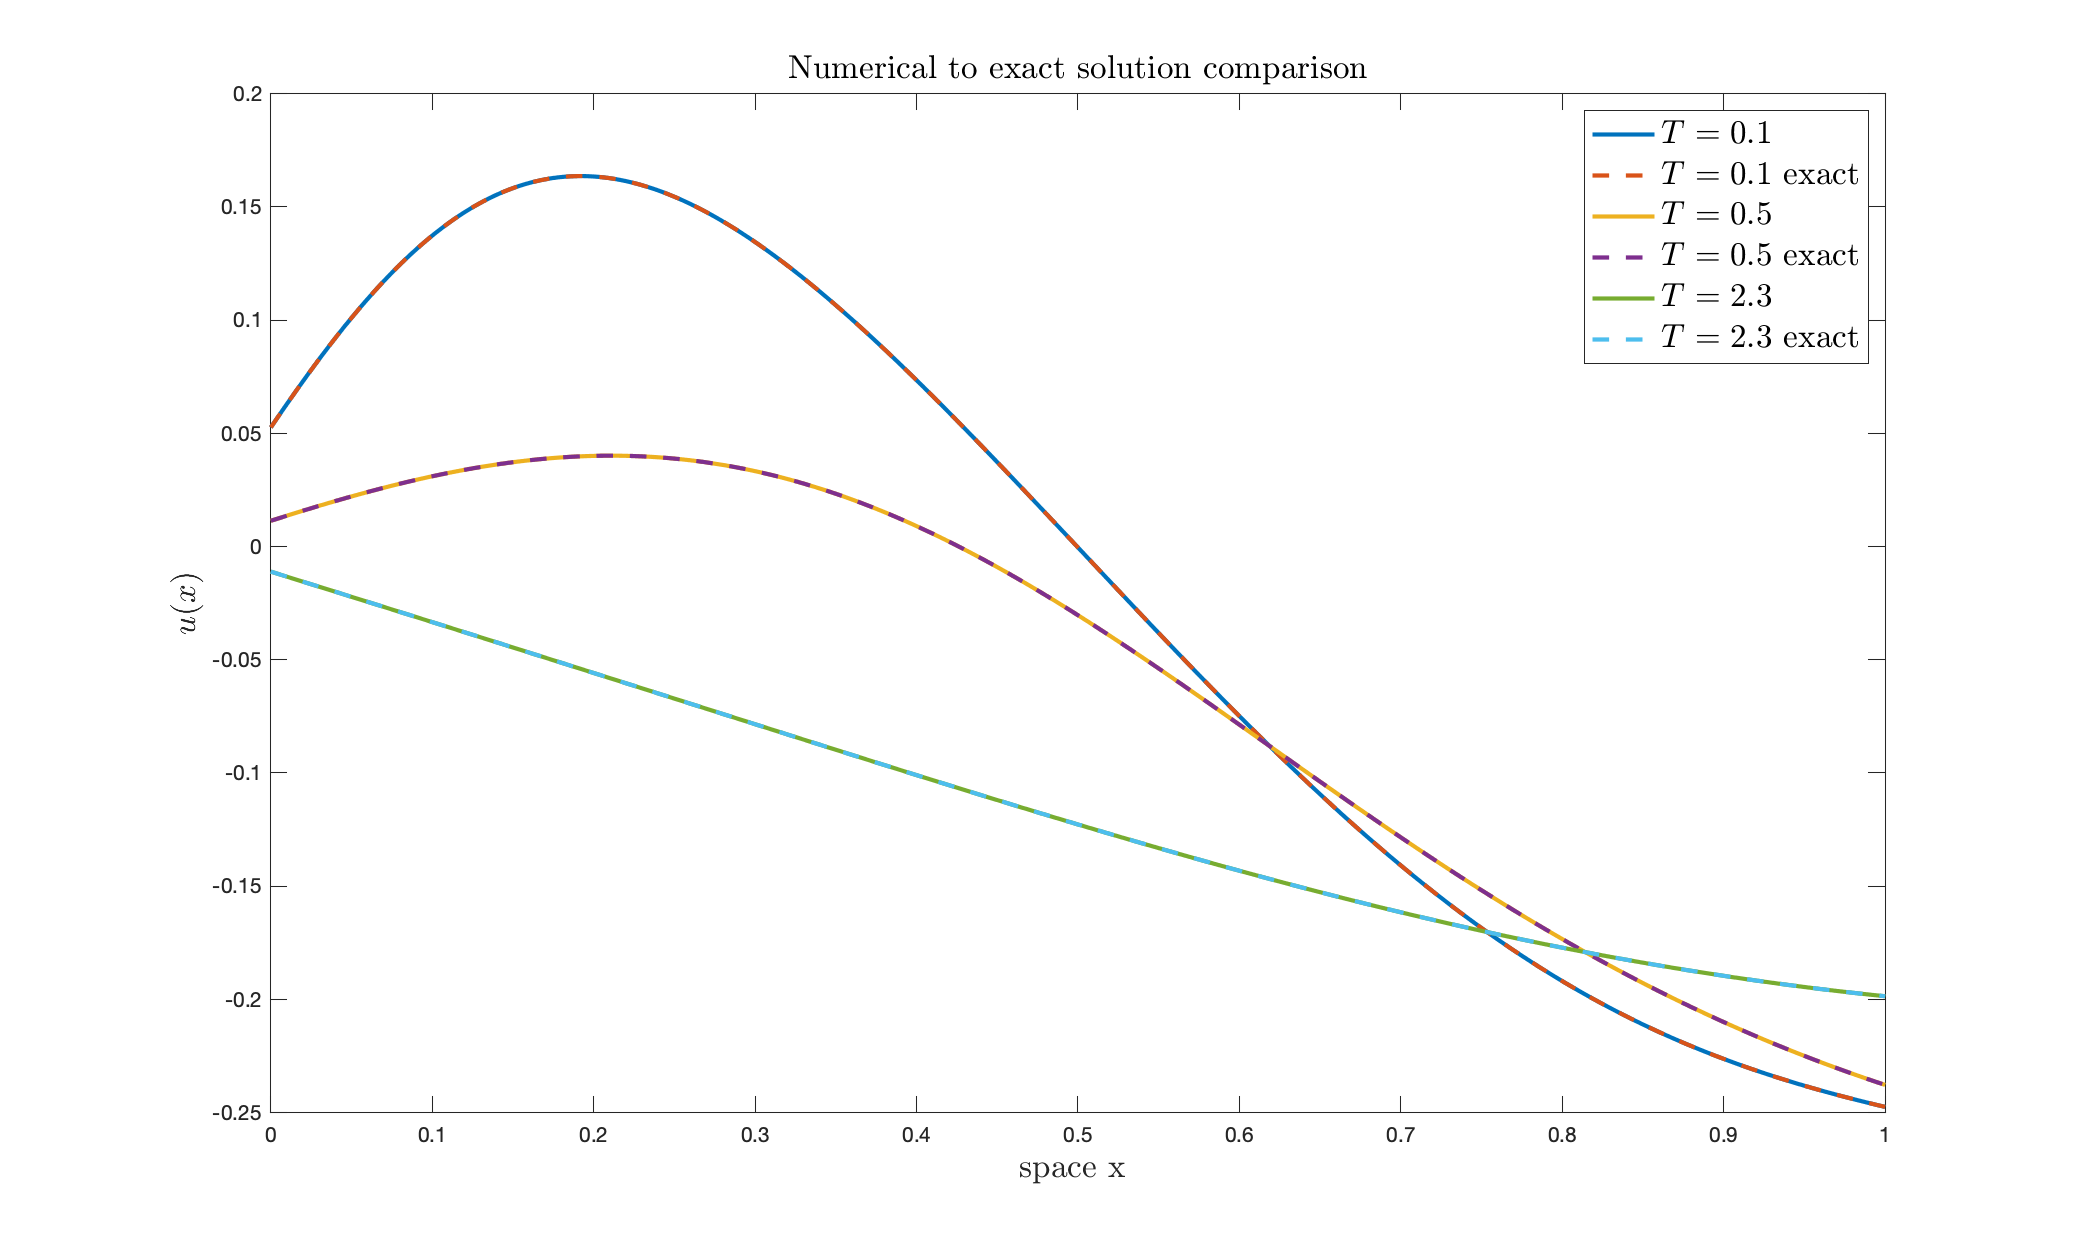 Numerical to exact solution comparison
0.2
0.15
0.1
0.05
0
-0.05
-0.1
-0.15
-0.2
-0.25
u(x)
T = 0.1
T = 0.1 exact
T = 0.5
T = 0.5 exact
T = 2.3
T = 2.3 exact
0 0.1 0.2 0.3 0.4 0.5 0.6 0.7 0.8 0.9 1
space x